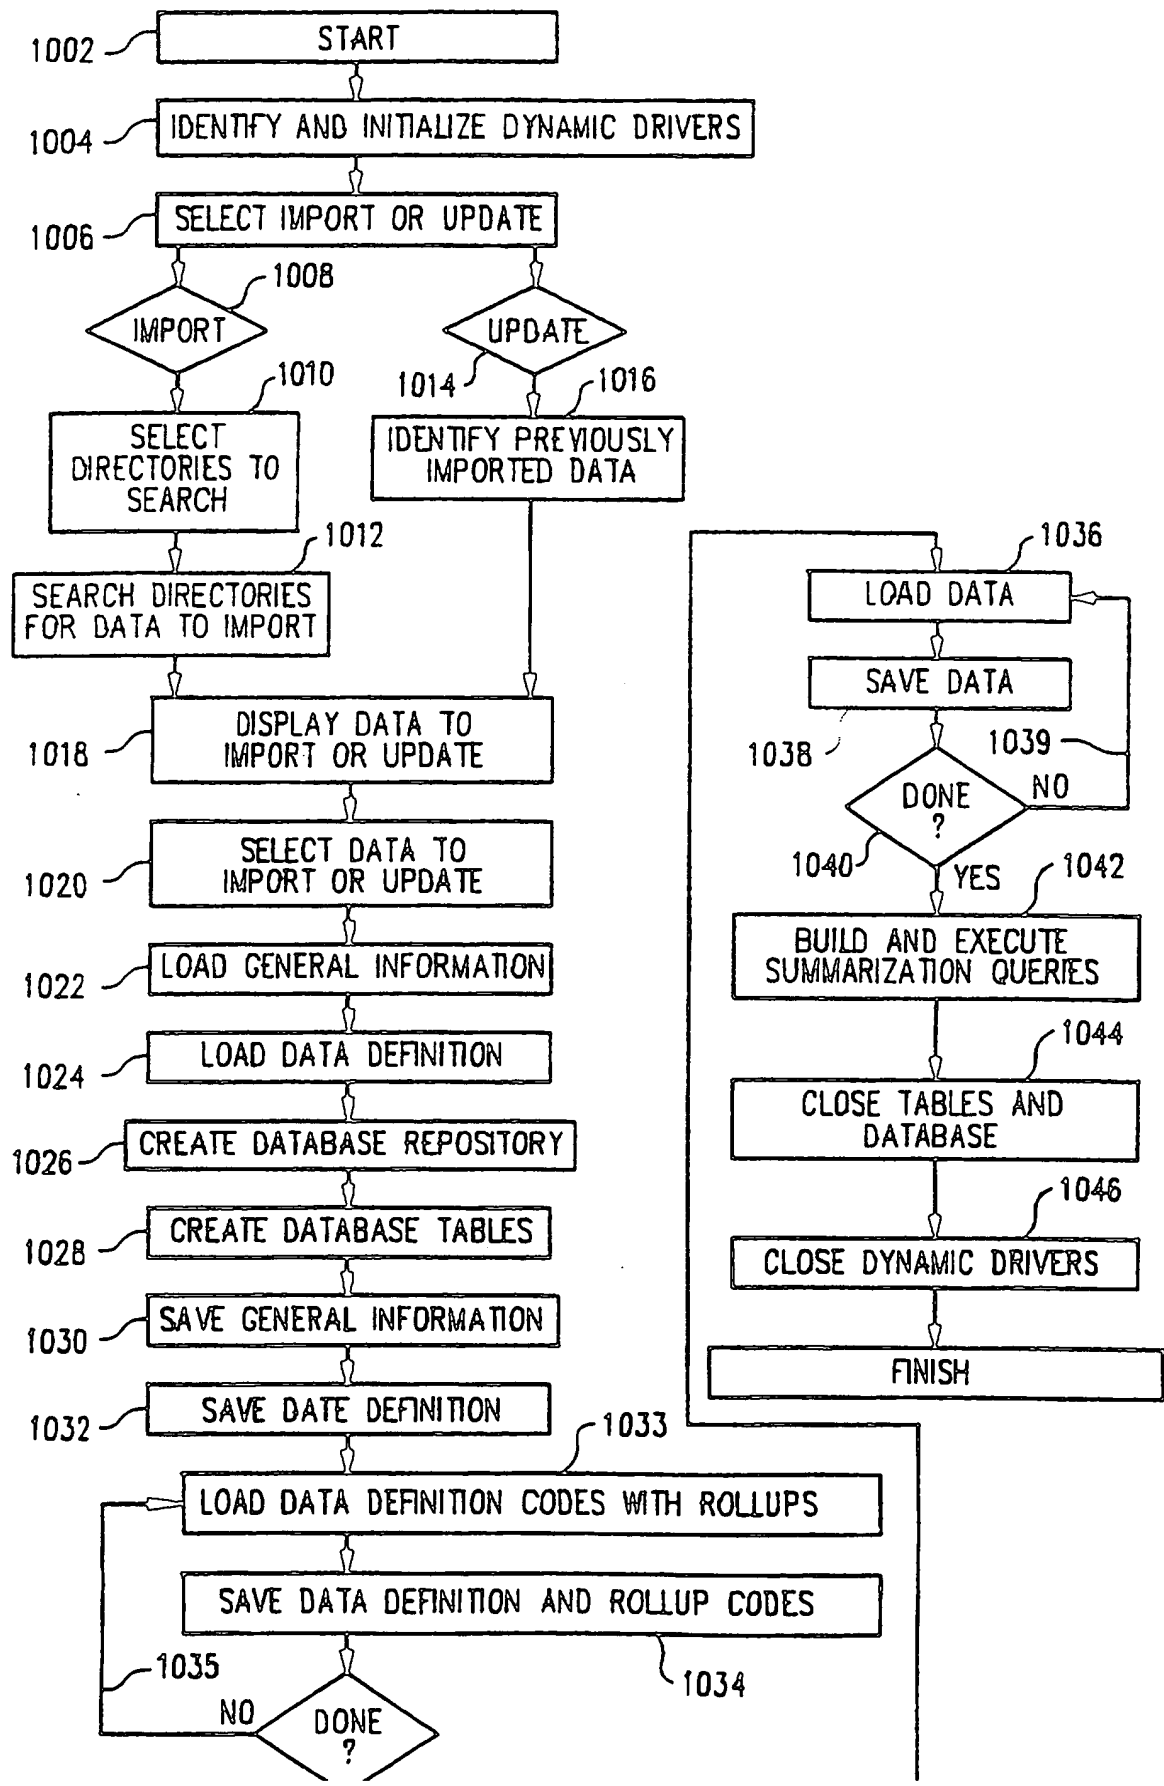 1002
START
1004
IDENTIFY AND INITIALIZE DYNAMIC DRIVERS
1006
SELECT IMPORT OR UPDATE
1008
IMPORT
UPDATE
1014
1010
SELECT
DIRECTORIES TO
SEARCH
1016
IDENTIFY PREVIOUSLY
IMPORTED DATA
1012
SEARCH DIRECTORIES
FOR DATA TO IMPORT
1018
DISPLAY DATA TO
IMPORT OR UPDATE
1020
SELECT DATA TO
IMPORT OR UPDATE
1022
LOAD GENERAL INFORMATION
1024
LOAD DATA DEFINITION
1026
CREATE DATABASE REPOSITORY
1028
CREATE DATABASE TABLES
1030
SAVE GENERAL INFORMATION
1032
SAVE DATE DEFINITION
1033
LOAD DATA DEFINITION CODES WITH ROLLUPS
SAVE DATA DEFINITION AND ROLLUP CODES
1034
1035
NO
DONE
?
1036
LOAD DATA
SAVE DATA
1038
1039
DONE
?
NO
1040
YES
1042
BUILD AND EXECUTE
SUMMARIZATION QUERIES
1044
CLOSE TABLES AND
DATABASE
1046
CLOSE DYNAMIC DRIVERS
FINISH